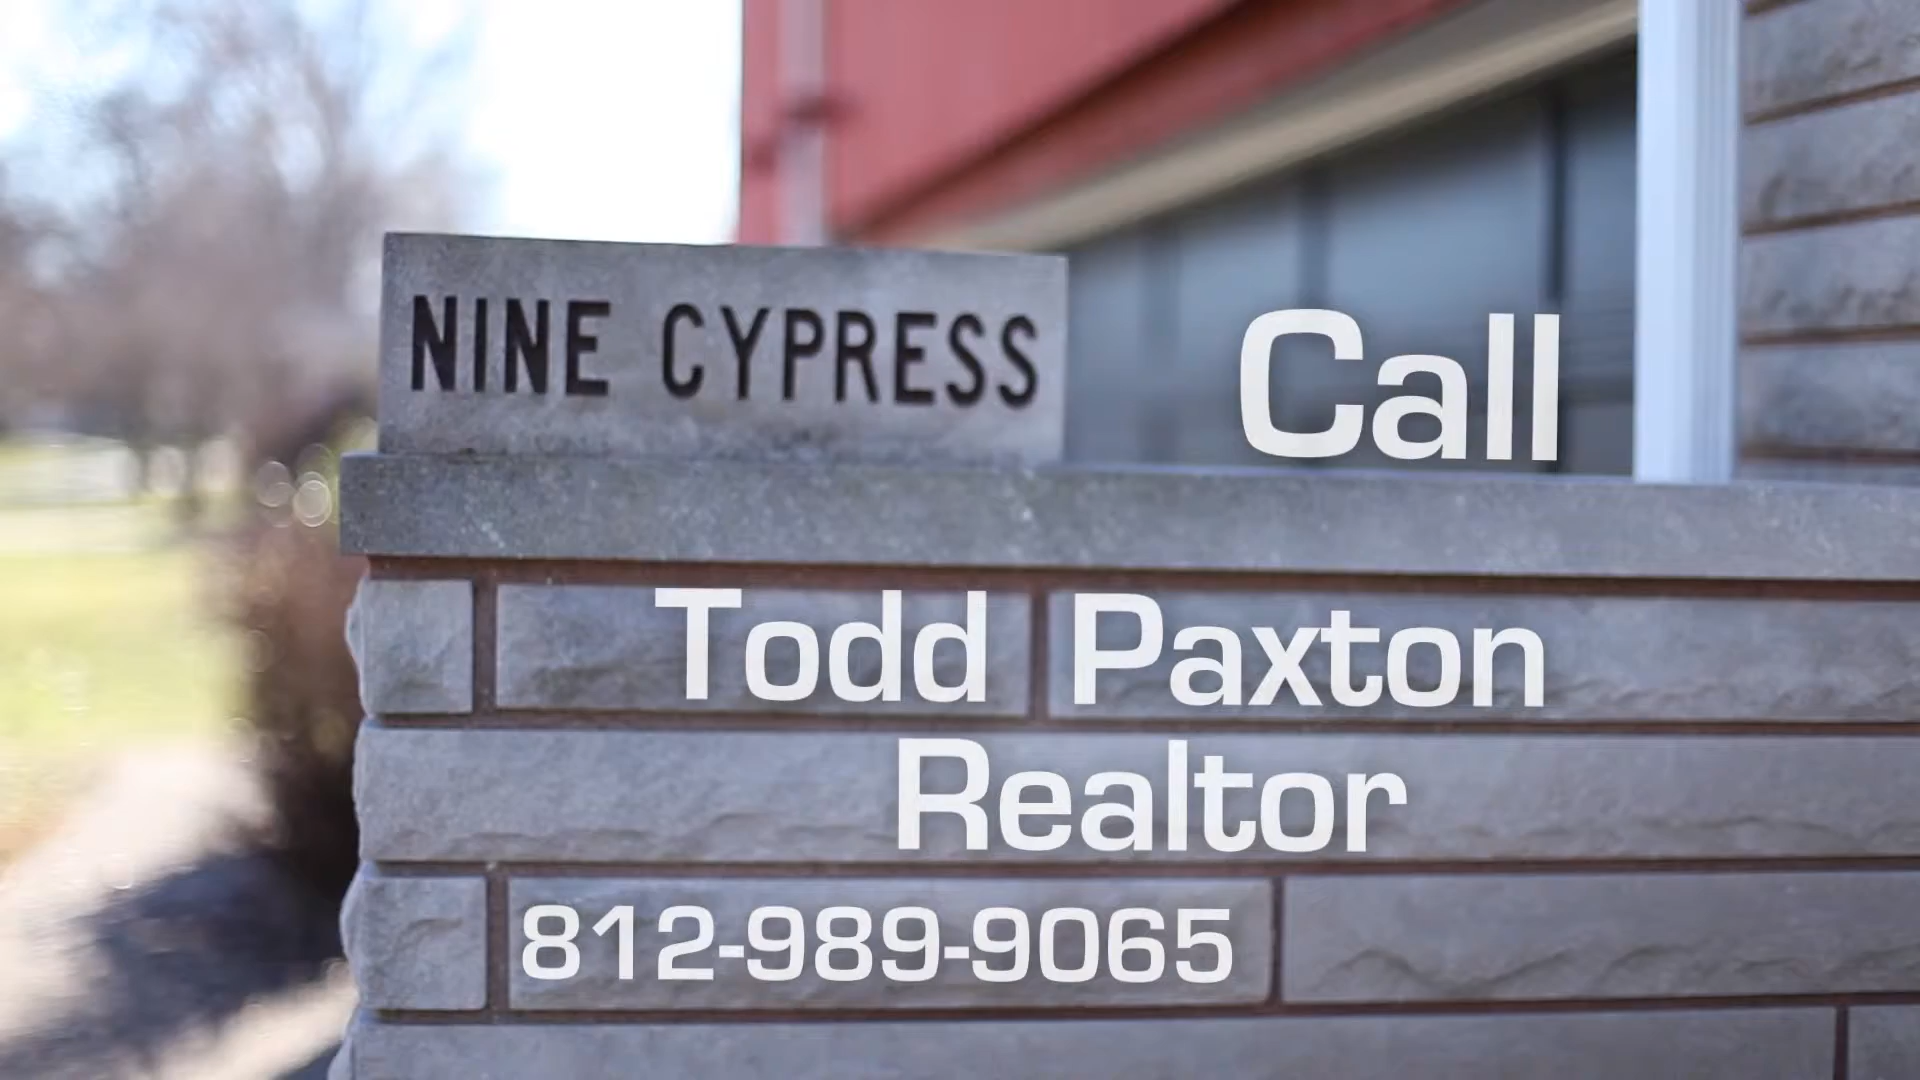 NINE CYPRESS
Call
Todd Paxton
Realtor
812-989-9065